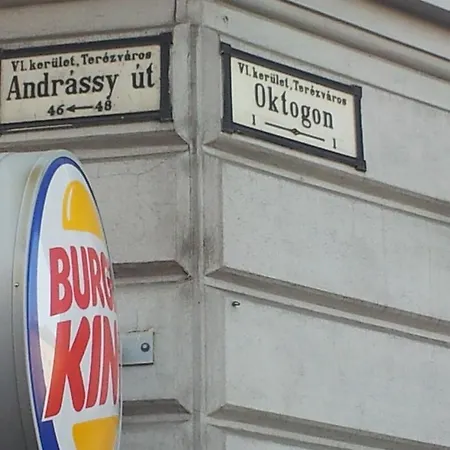 VI. kerület, Terézváros
Andrássy út
46 ← 48
VI. kerület, Terézváros
Oktogon
1 1
BURG
KIN